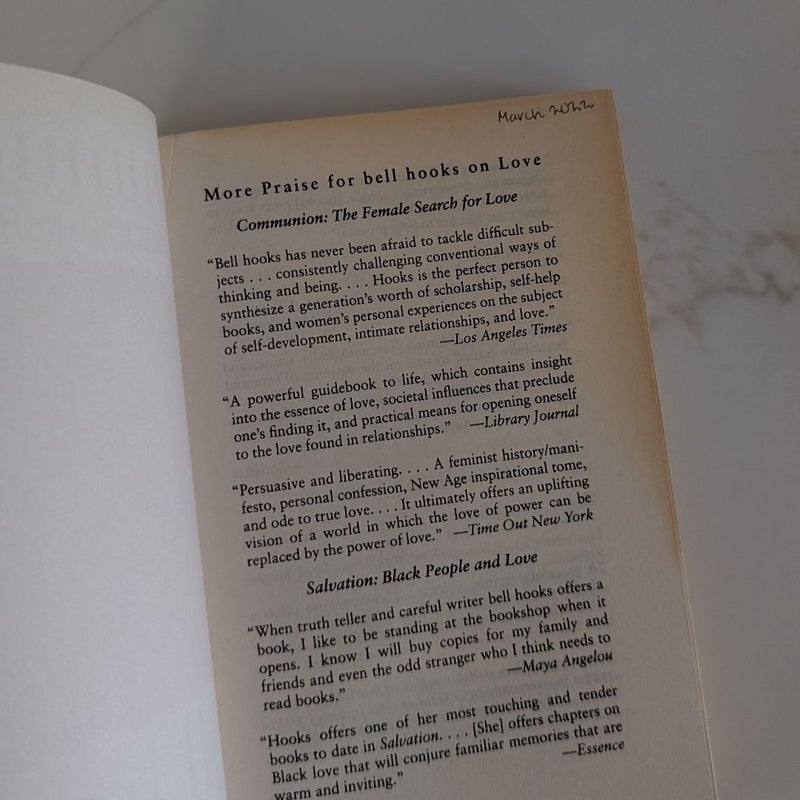 March 2022
More Praise for bell hooks on Love
Communion: The Female Search for Love
“Bell hooks has never been afraid to tackle difficult sub-
jects . . . consistently challenging conventional ways of
thinking and being. . . . Hooks is the perfect person to
synthesize a generation’s worth of scholarship, self-help
books, and women’s personal experiences on the subject
of self-development, intimate relationships, and love.”
—Los Angeles Times
“A powerful guidebook to life, which contains insight
into the essence of love, societal influences that preclude
one’s finding it, and practical means for opening oneself
to the love found in relationships.” —Library Journal
“Persuasive and liberating. . . . A feminist history/mani-
festo, personal confession, New Age inspirational tome,
and ode to true love. . . . It ultimately offers an uplifting
vision of a world in which the love of power can be
replaced by the power of love.” —Time Out New York
Salvation: Black People and Love
“When truth teller and careful writer bell hooks offers a
book, I like to be standing at the bookshop when it
opens. I know I will buy copies for my family and
friends and even the odd stranger who I think needs to
read books.” —Maya Angelou
“Hooks offers one of her most touching and tender
books to date in Salvation. . . . [She] offers chapters on
Black love that will conjure familiar memories that are
warm and inviting.” —Essence